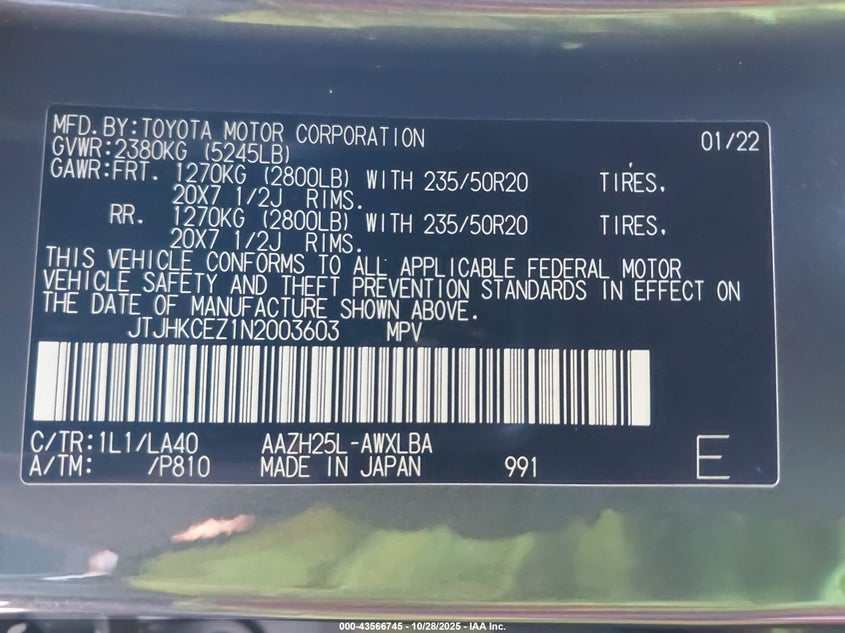 MFD.BY:TOYOTA MOTOR CORPORATION 01/22
GVWR:2380KG (5245LB)
GAWR:FRT. 1270KG (2800LB) WITH 235/50R20 TIRES,
20X7 1/2J RIMS.
RR. 1270KG (2800LB) WITH 235/50R20 TIRES,
20X7 1/2J RIMS.
THIS VEHICLE CONFORMS TO ALL APPLICABLE FEDERAL MOTOR
VEHICLE SAFETY AND THEFT PREVENTION STANDARDS IN EFFECT ON
THE DATE OF MANUFACTURE SHOWN ABOVE.
JTJHKCEZ1N2003603 MPV
C/TR:1L1/LA40 AAZH25L-AWXLBA
A/TM: /P810 MADE IN JAPAN 991 E
000-43566745 - 10/28/2025 - IAA Inc.